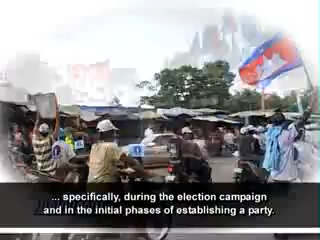 ... specifically, during the election campaign
and in the initial phases of establishing a party.